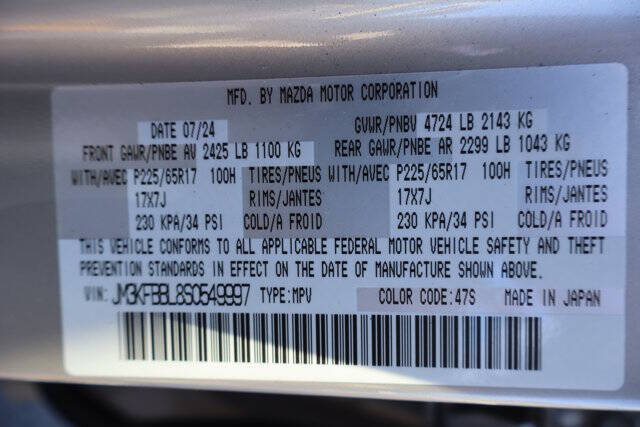 MFD. BY MAZDA MOTOR CORPORATION
DATE 07/24 GVWR/PNBV 4724 LB 2143 KG
FRONT GAWR/PNBE AV 2425 LB 1100 KG REAR GAWR/PNBE AR 2299 LB 1043 KG
WITH/AVEC P225/65R17 100H TIRES/PNEUS WITH/AVEC P225/65R17 100H TIRES/PNEUS
17X7J RIMS/JANTES 17X7J RIMS/JANTES
230 KPA/34 PSI COLD/A FROID 230 KPA/34 PSI COLD/A FROID
THIS VEHICLE CONFORMS TO ALL APPLICABLE FEDERAL MOTOR VEHICLE SAFETY AND THEFT
PREVENTION STANDARDS IN EFFECT ON THE DATE OF MANUFACTURE SHOWN ABOVE.
VIN: JM3KFBBL8S0549997 TYPE:MPV COLOR CODE:47S MADE IN JAPAN